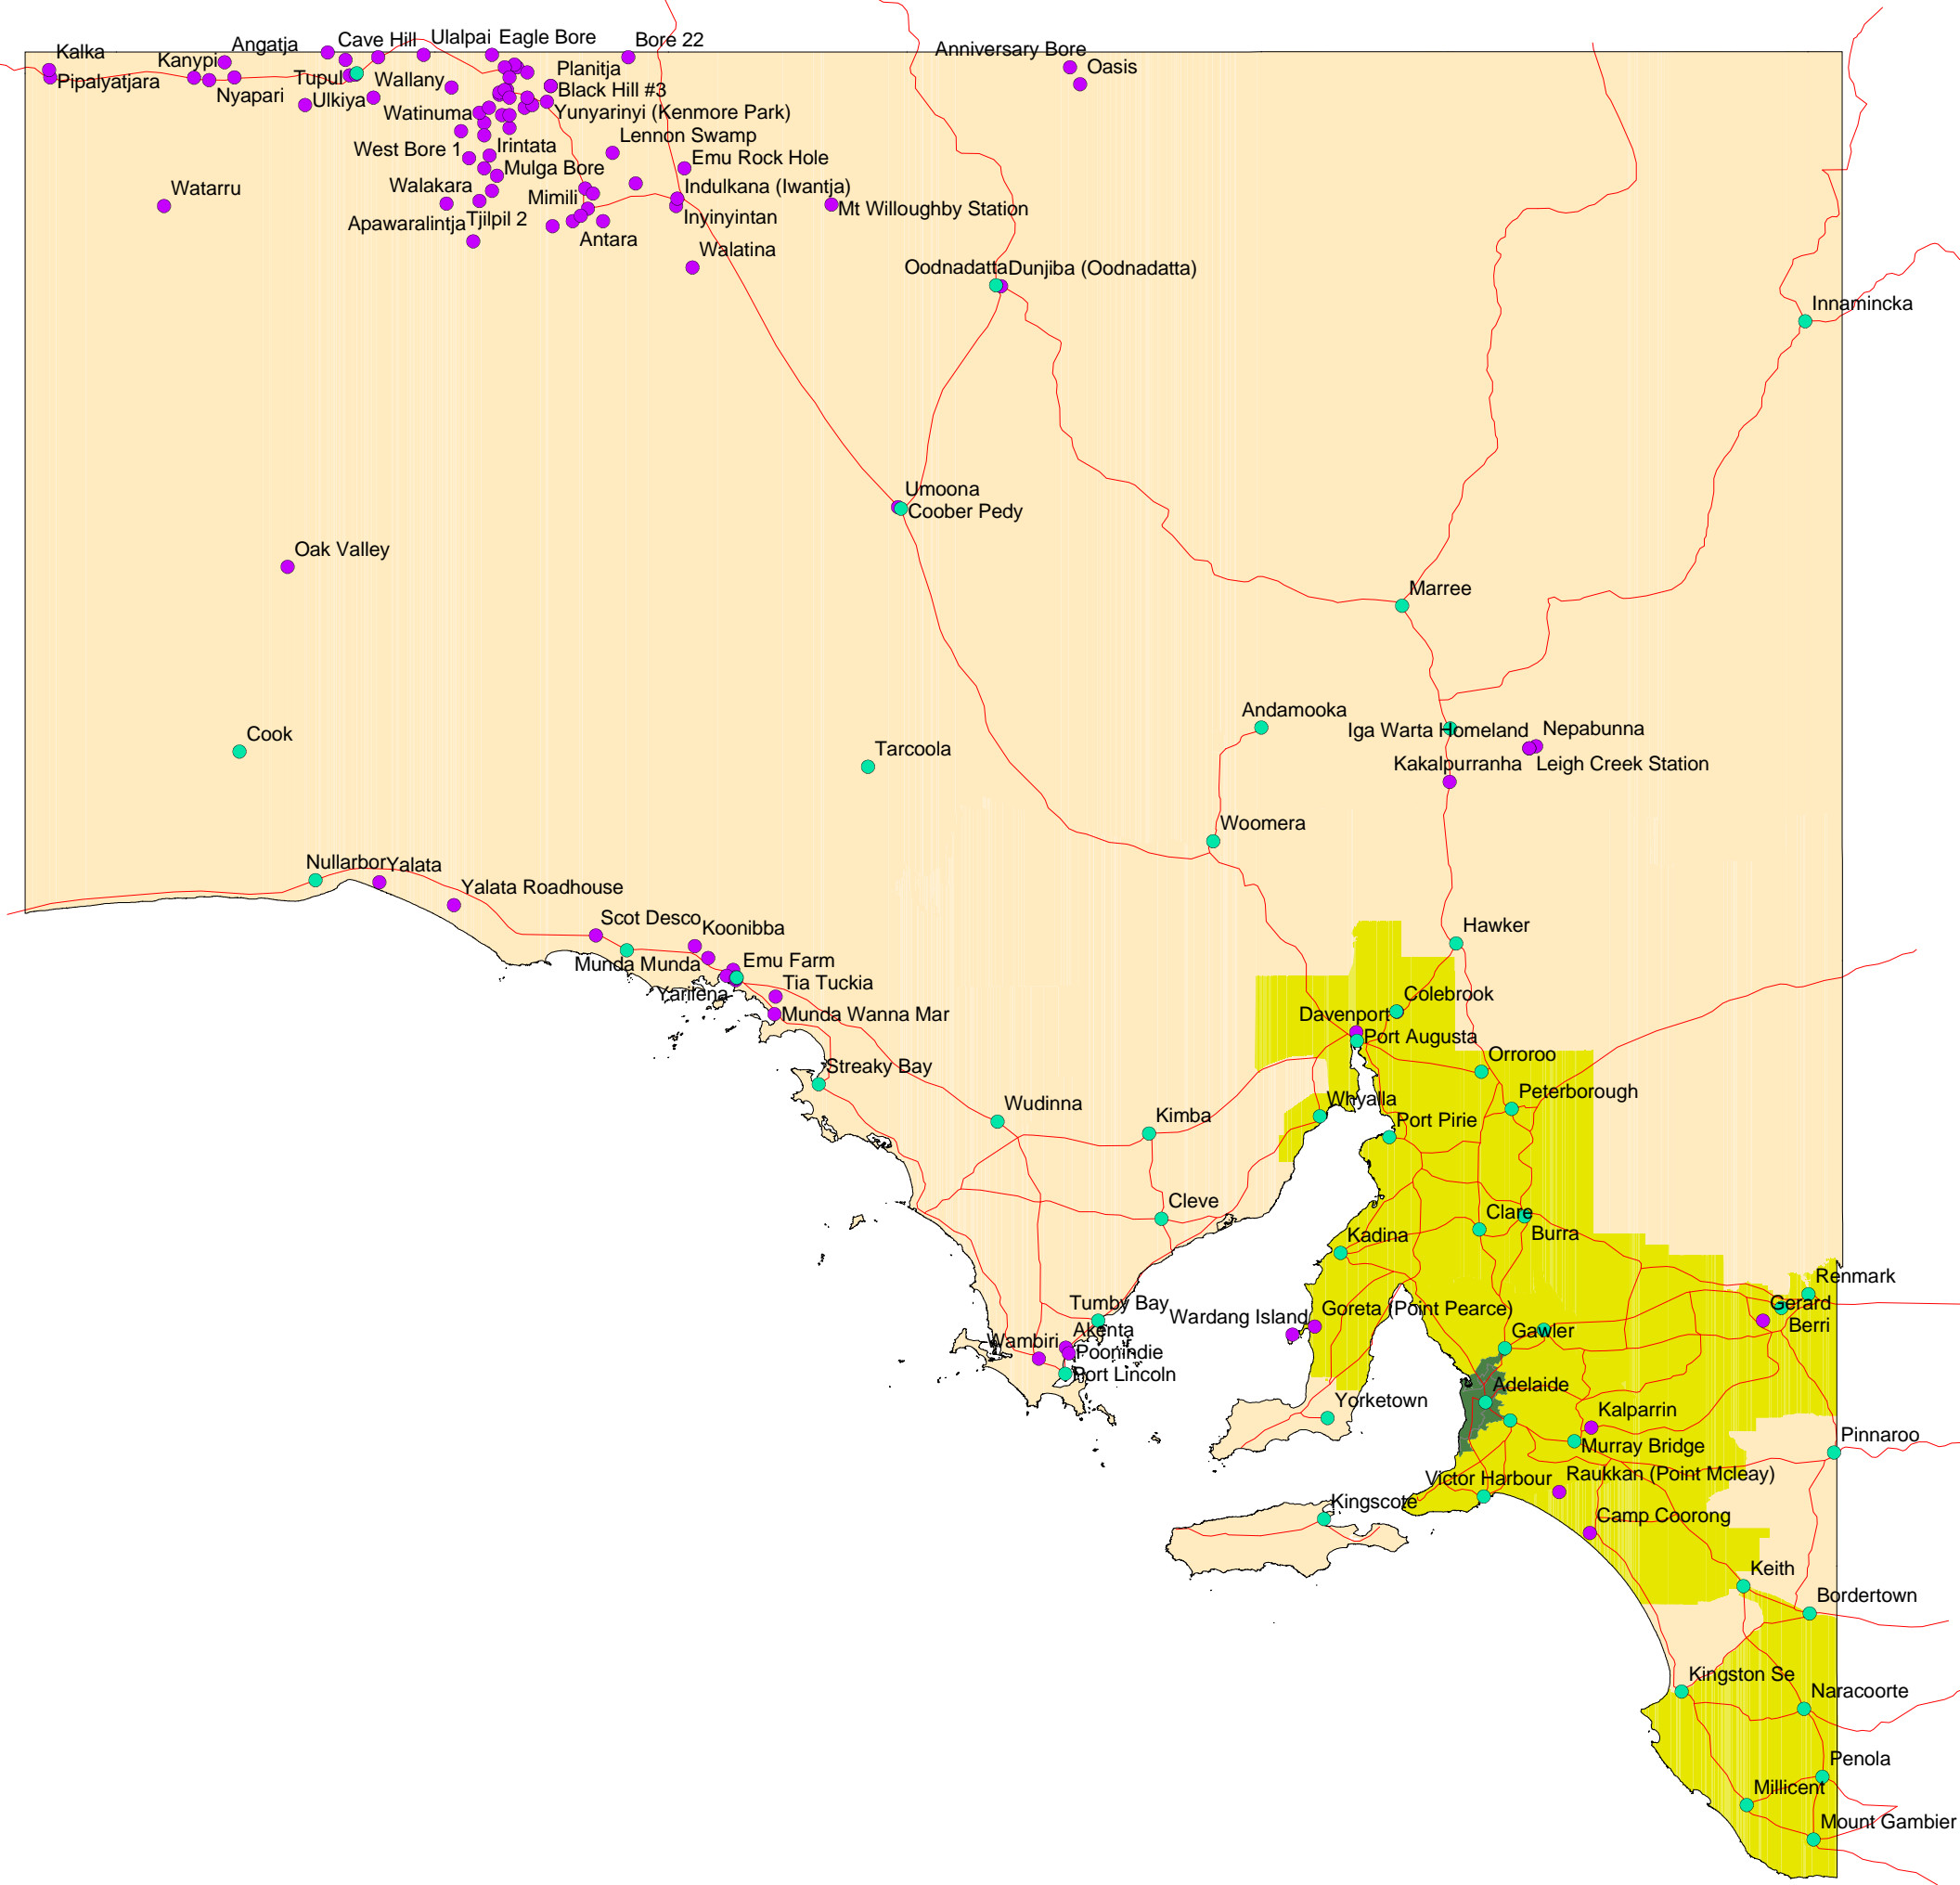 Kalka
Angatja
Cave Hill
Ulalpai
Eagle Bore
Bore 22
Anniversary Bore
Kanypi
Oasis
Pipalyatjara
Tupul
Wallany
Planitja
Nyapari
Ulkiya
Black Hill #3
Watinuma
Yunyarinyi (Kenmore Park)
Lennon Swamp
West Bore 1
Irintata
Emu Rock Hole
Mulga Bore
Watarru
Walakara
Mimili
Indulkana (Iwantja)
Mt Willoughby Station
Apawaralintja
Tjilpil 2
Inyinyintan
Antara
Walatina
Oodnadatta
Dunjiba (Oodnadatta)
Innamincka
Umoona
Coober Pedy
Oak Valley
Marree
Andamooka
Iga Warta Homeland
Nepabunna
Cook
Tarcoola
Kakalpurranha
Leigh Creek Station
Woomera
Nullarbor
Yalata
Yalata Roadhouse
Scot Desco
Koonibba
Hawker
Munda Munda
Emu Farm
Tia Tuckia
Yarilena
Colebrook
Munda Wanna Mar
Davenport
Port Augusta
Streaky Bay
Orroroo
Peterborough
Wudinna
Kimba
Whyalla
Port Pirie
Cleve
Clare
Kadina
Burra
Renmark
Tumby Bay
Wardang Island
Goreta (Point Pearce)
Gerard
Wambiri
Akenta
Gawler
Berri
Poonindie
Port Lincoln
Adelaide
Yorketown
Kalparrin
Murray Bridge
Pinnaroo
Victor Harbour
Raukkan (Point Mcleay)
Kingscote
Camp Coorong
Keith
Bordertown
Kingston Se
Naracoorte
Penola
Millicent
Mount Gambier